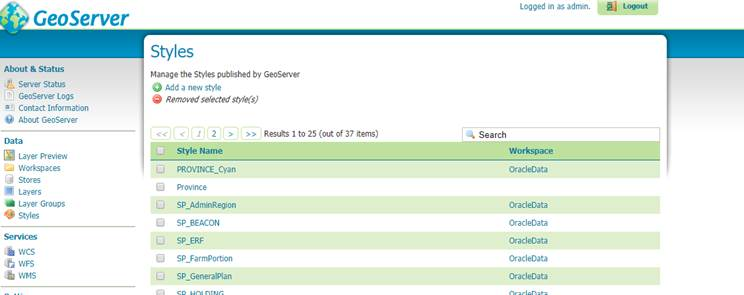 Logged in as admin. Logout
GeoServer
Styles
Manage the Styles published by GeoServer
Add a new style
Removed selected style(s)
About & Status
Server Status
GeoServer Logs
Contact Information
About GeoServer
Data
Layer Preview
Workspaces
Stores
Layers
Layer Groups
Styles
Services
WCS
WFS
WMS
<< < 1 2 > >> Results 1 to 25 (out of 37 items) Search
Style Name Workspace
PROVINCE_Cyan OracleData
Province
SP_AdminRegion OracleData
SP_BEACON OracleData
SP_ERF OracleData
SP_FarmPortion OracleData
SP_GeneralPlan OracleData
SP_HOLDING OracleData